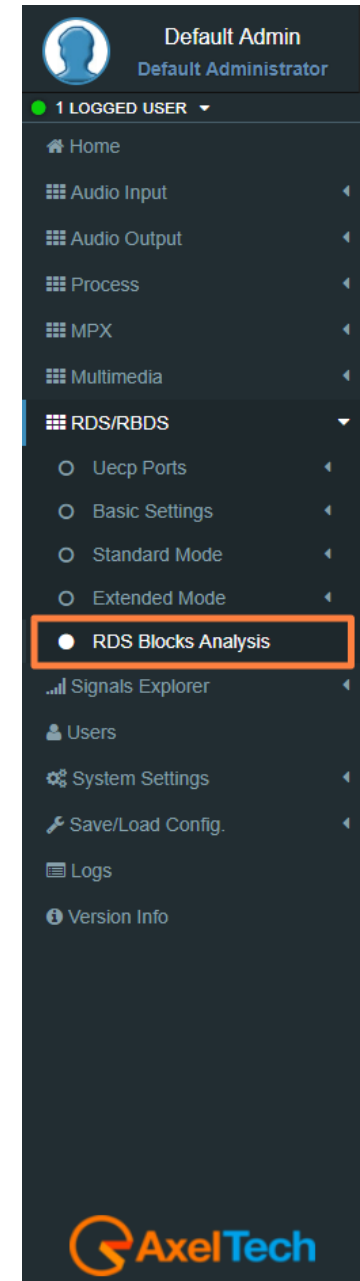 Default Admin
Default Administrator
1 LOGGED USER
Home
Audio Input
Audio Output
Process
MPX
Multimedia
RDS/RBDS
Uecp Ports
Basic Settings
Standard Mode
Extended Mode
RDS Blocks Analysis
Signals Explorer
Users
System Settings
Save/Load Config.
Logs
Version Info
AxelTech